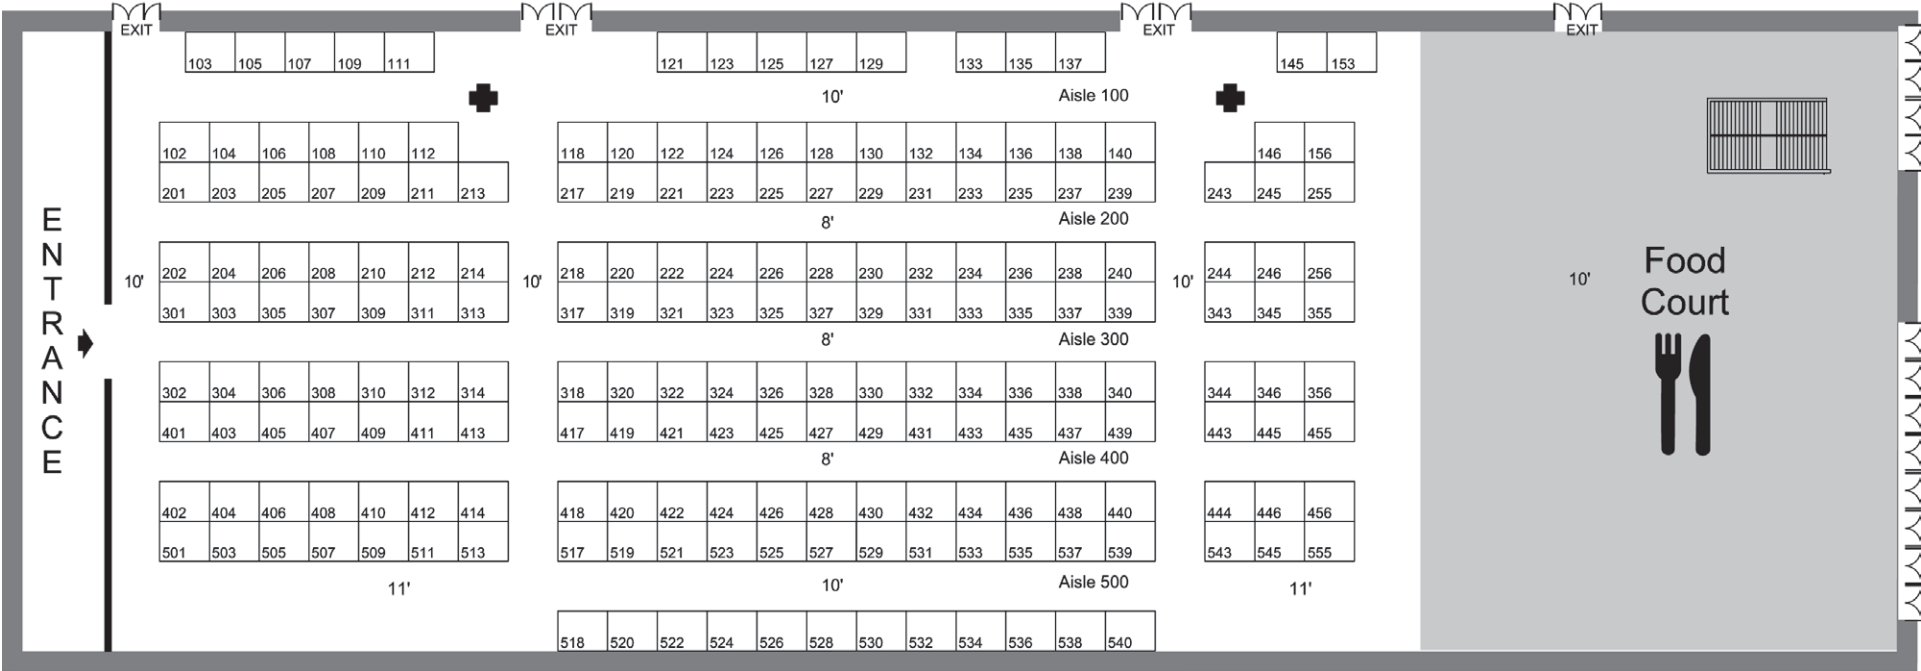 EXIT EXIT EXIT EXIT
103 105 107 109 111 121 123 125 127 129 133 135 137 145 153
10' Aisle 100
102 104 106 108 110 112 118 120 122 124 126 128 130 132 134 136 138 140 146 156
201 203 205 207 209 211 213 217 219 221 223 225 227 229 231 233 235 237 239 243 245 255
8' Aisle 200
202 204 206 208 210 212 214 218 220 222 224 226 228 230 232 234 236 238 240 244 246 256
10' 10' 10' 10'
301 303 305 307 309 311 313 317 319 321 323 325 327 329 331 333 335 337 339 343 345 355
8' Aisle 300
302 304 306 308 310 312 314 318 320 322 324 326 328 330 332 334 336 338 340 344 346 356
401 403 405 407 409 411 413 417 419 421 423 425 427 429 431 433 435 437 439 443 445 455
8' Aisle 400
402 404 406 408 410 412 414 418 420 422 424 426 428 430 432 434 436 438 440 444 446 456
501 503 505 507 509 511 513 517 519 521 523 525 527 529 531 533 535 537 539 543 545 555
11' 10' Aisle 500 11'
518 520 522 524 526 528 530 532 534 536 538 540
ENTRANCE
Food
Court